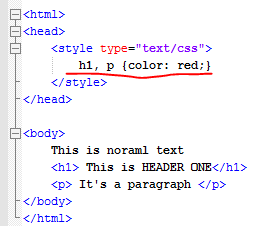 <html>
<head>
<style type="text/css">
h1, p {color: red;}
</style>
</head>
<body>
This is noraml text
<h1> This is HEADER ONE</h1>
<p> It's a paragraph </p>
</body>
</html>